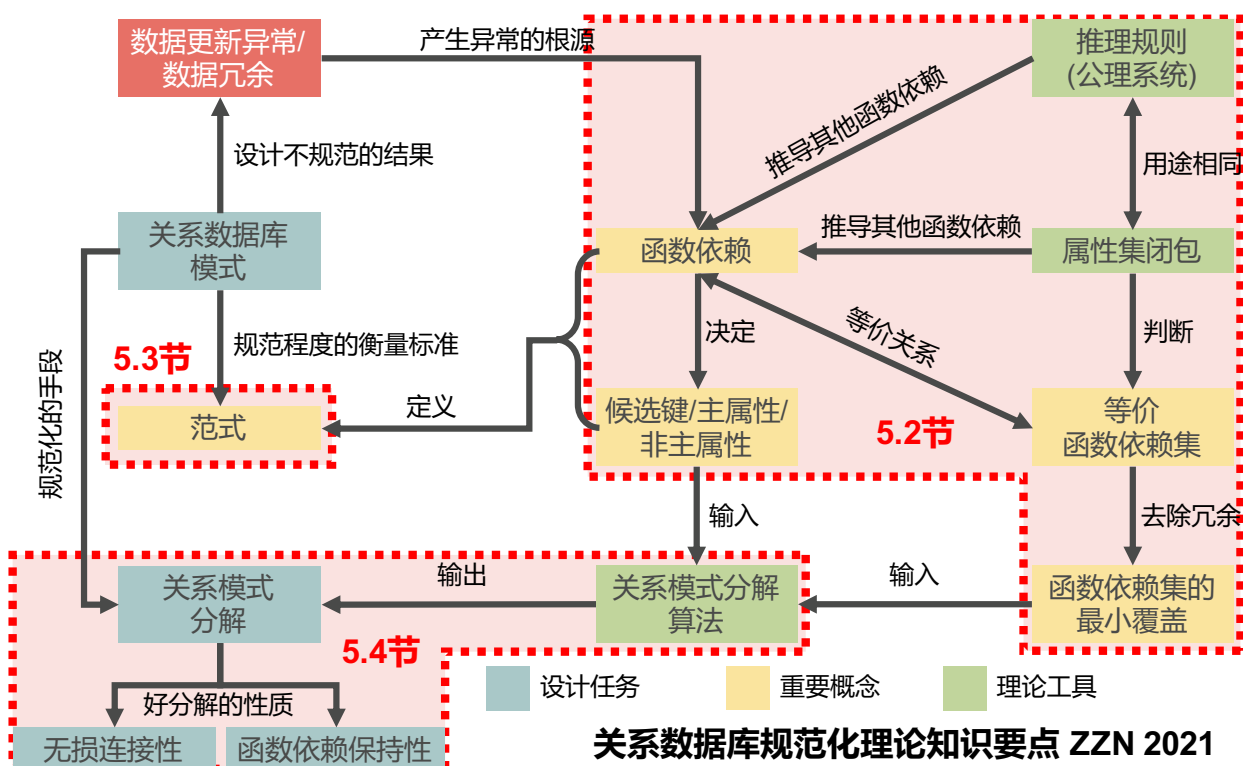 数据更新异常/
数据冗余
产生异常的根源
推理规则
(公理系统)
推导其他函数依赖
设计不规范的结果
用途相同
关系数据库
模式
函数依赖
推导其他函数依赖
属性集闭包
规范化的手段
规范程度的衡量标准
决定
等价关系
判断
5.3节
范式
定义
候选键/主属性/
非主属性
5.2节
等价
函数依赖集
输入
去除冗余
关系模式
分解
输出
关系模式分解
算法
输入
函数依赖集的
最小覆盖
5.4节
好分解的性质
设计任务
重要概念
理论工具
无损连接性
函数依赖保持性
关系数据库规范化理论知识要点 ZZN 2021